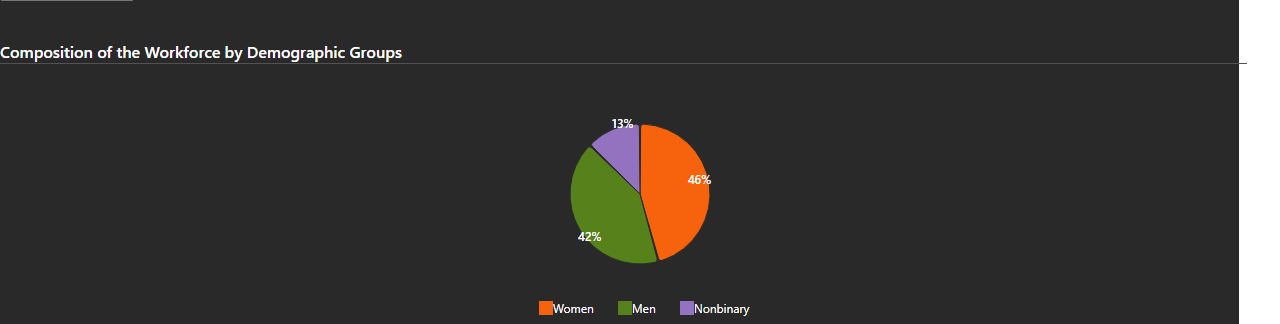 Composition of the Workforce by Demographic Groups
13%
46%
42%
Women Men Nonbinary